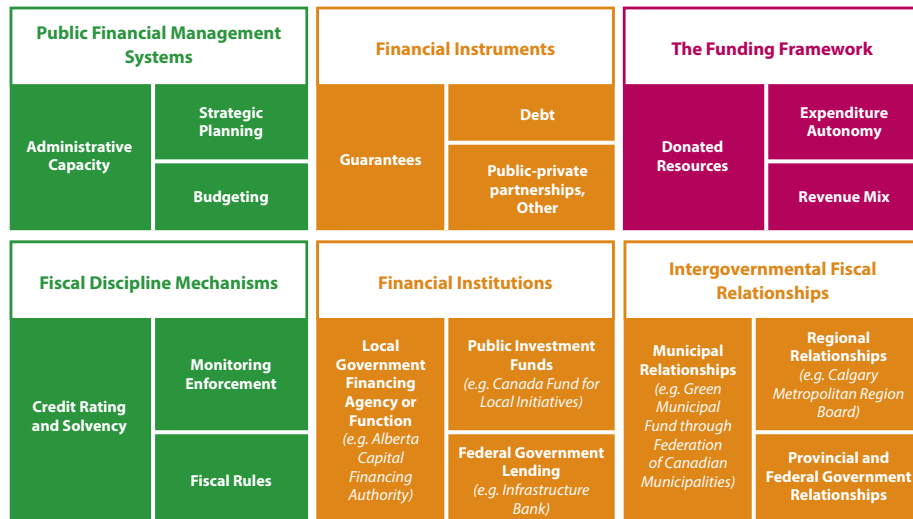 Public Financial Management
Systems
Administrative
Capacity
Strategic
Planning
Budgeting
Financial Instruments
Guarantees
Debt
Public-private
partnerships,
Other
The Funding Framework
Donated
Resources
Expenditure
Autonomy
Revenue Mix
Fiscal Discipline Mechanisms
Credit Rating
and Solvency
Monitoring
Enforcement
Fiscal Rules
Financial Institutions
Local
Government
Financing
Agency or
Function
(e.g. Alberta
Capital
Financing
Authority)
Public Investment
Funds
(e.g. Canada Fund for
Local Initiatives)
Federal Government
Lending
(e.g. Infrastructure
Bank)
Intergovernmental Fiscal
Relationships
Municipal
Relationships
(e.g. Green
Municipal
Fund through
Federation
of Canadian
Municipalities)
Regional
Relationships
(e.g. Calgary
Metropolitan Region
Board)
Provincial and
Federal Government
Relationships